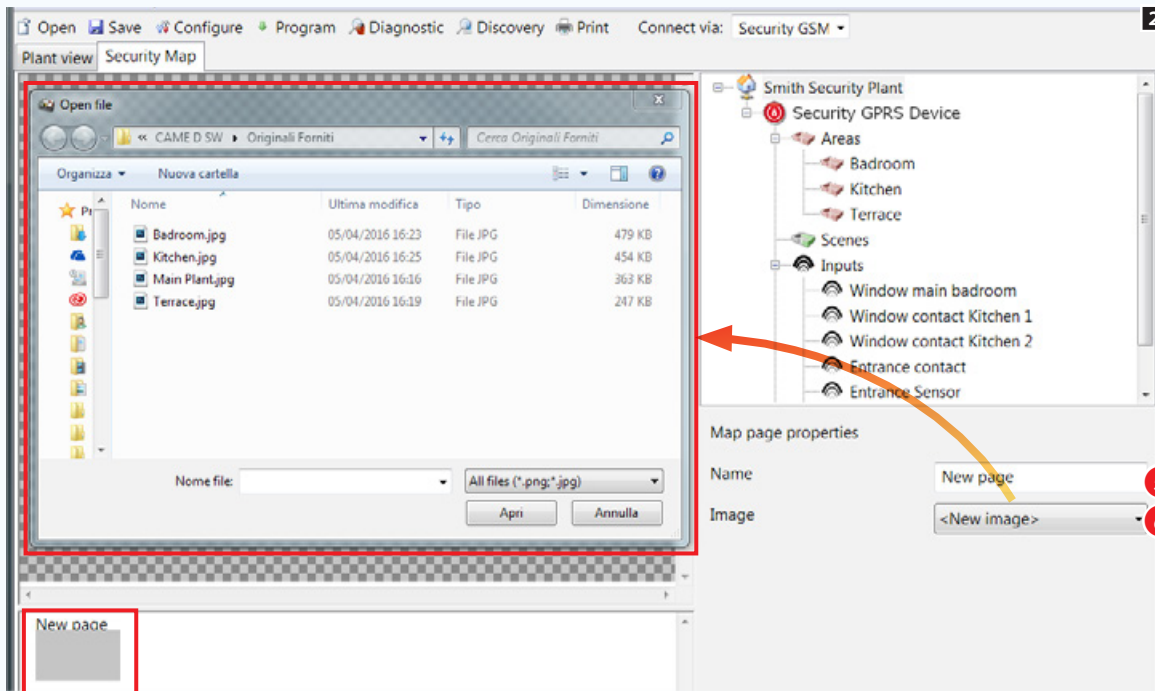 Open Save Configure Program Diagnostic Discovery Print Connect via: Security GSM
2
Plant view Security Map
Open file
« CAME D SW Originali Forniti
Cerca Originali Forniti
Organizza Nuova cartella
Nome Ultima modifica Tipo Dimensione
Badroom.jpg 05/04/2016 16:23 File JPG 479 KB
Kitchen.jpg 05/04/2016 16:25 File JPG 454 KB
Main Plant.jpg 05/04/2016 16:16 File JPG 363 KB
Terrace.jpg 05/04/2016 16:19 File JPG 247 KB
Nome file: All files (*.png;*.jpg)
Apri Annulla
New page
Smith Security Plant
Security GPRS Device
Areas
Badroom
Kitchen
Terrace
Scenes
Inputs
Window main badroom
Window contact Kitchen 1
Window contact Kitchen 2
Entrance contact
Entrance Sensor
Map page properties
Name New page
Image <New image>